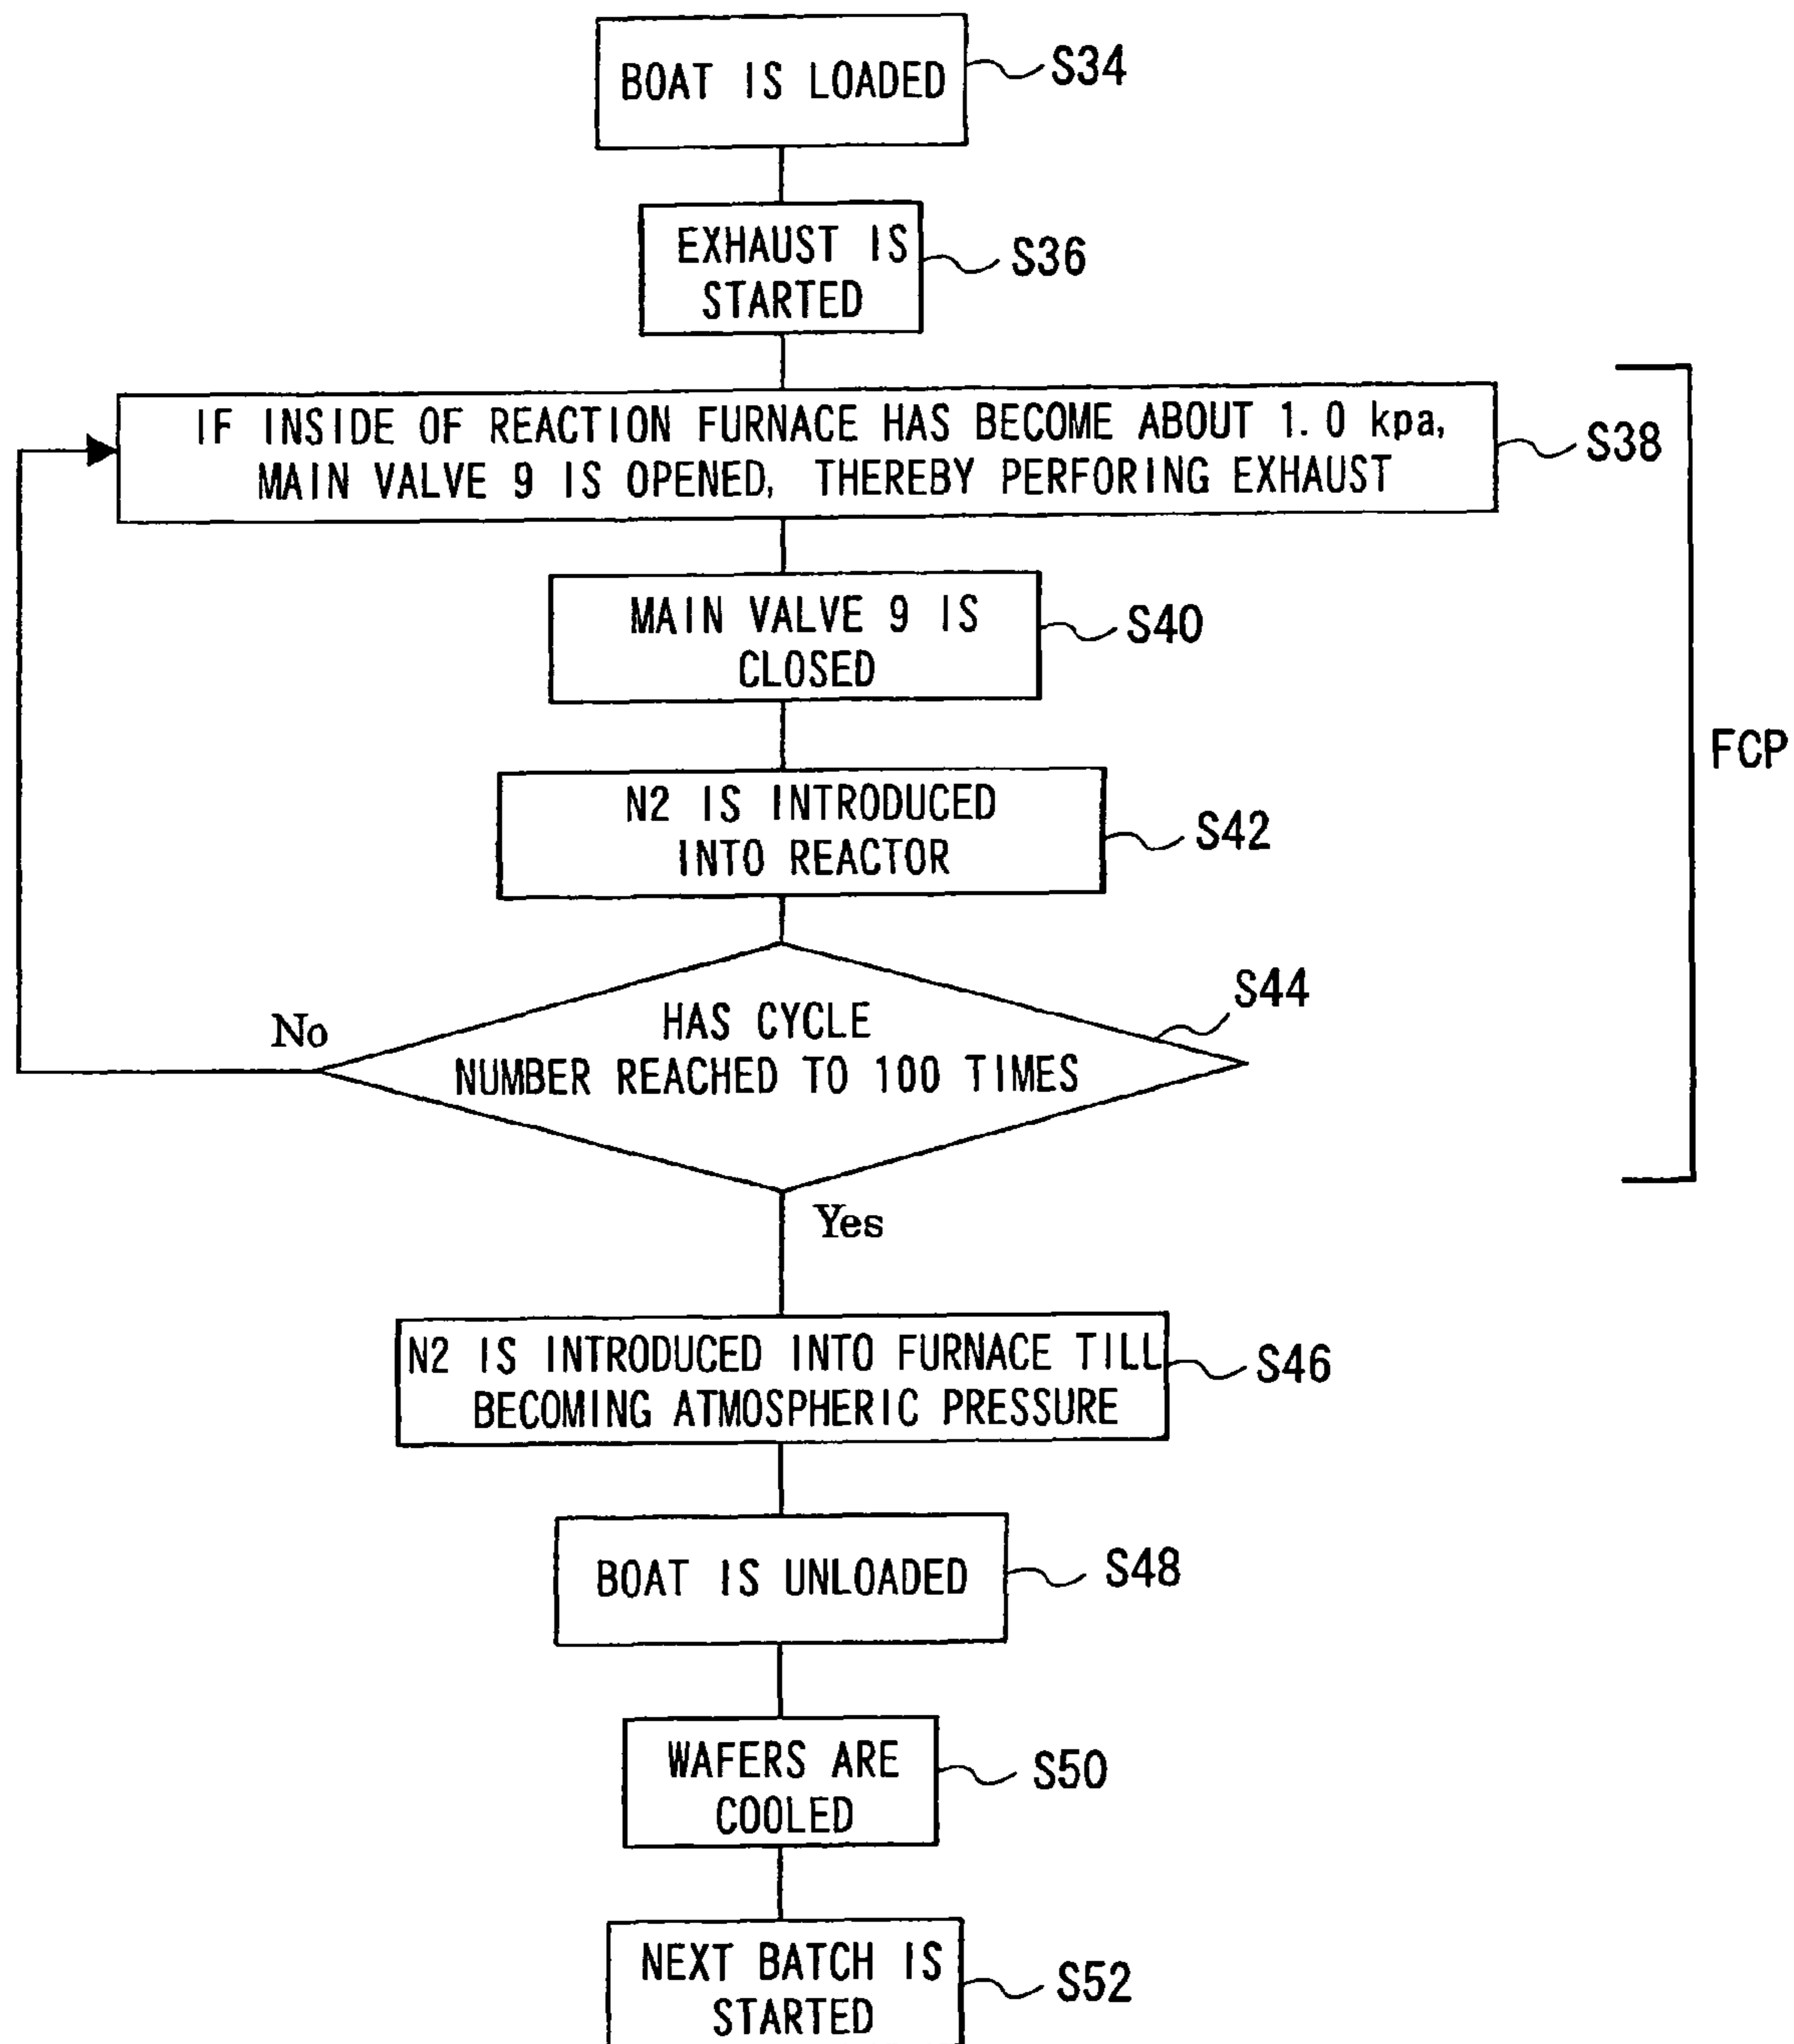 BOAT IS LOADED
S34
EXHAUST IS
STARTED
S36
IF INSIDE OF REACTION FURNACE HAS BECOME ABOUT 1.0 kpa,
MAIN VALVE 9 IS OPENED, THEREBY PERFORING EXHAUST
S38
MAIN VALVE 9 IS
CLOSED
S40
FCP
N2 IS INTRODUCED
INTO REACTOR
S42
HAS CYCLE
NUMBER REACHED TO 100 TIMES
S44
No
Yes
N2 IS INTRODUCED INTO FURNACE TILL
BECOMING ATMOSPHERIC PRESSURE
S46
BOAT IS UNLOADED
S48
WAFERS ARE
COOLED
S50
NEXT BATCH IS
STARTED
S52